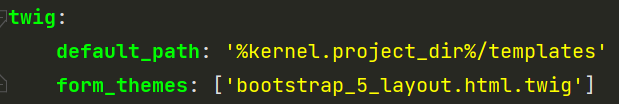 twig:
    default_path: '%kernel.project_dir%/templates'
    form_themes: ['bootstrap_5_layout.html.twig']